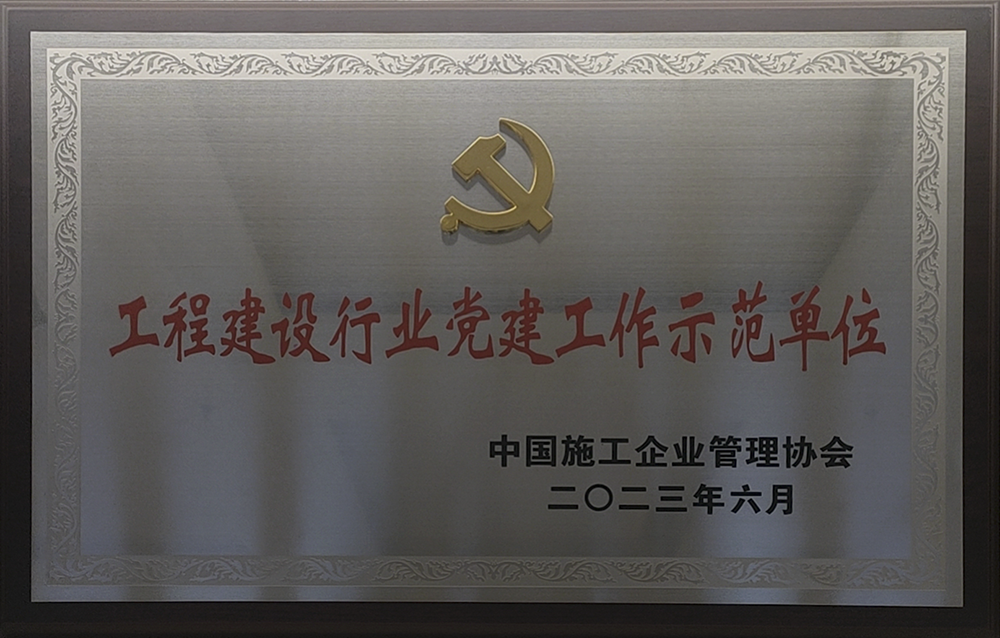 工程建设行业党建工作示范单位
中国施工企业管理协会
二〇二三年六月